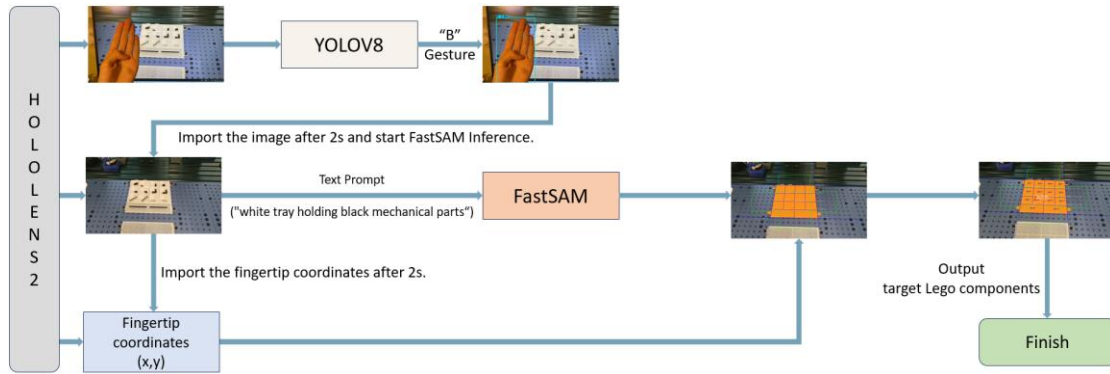 HOLOLENS2
YOLOV8
“B”
Gesture
Import the image after 2s and start FastSAM Inference.
Text Prompt
("white tray holding black mechanical parts“)
FastSAM
Import the fingertip coordinates after 2s.
Fingertip
coordinates
(x,y)
Output
target Lego components
Finish